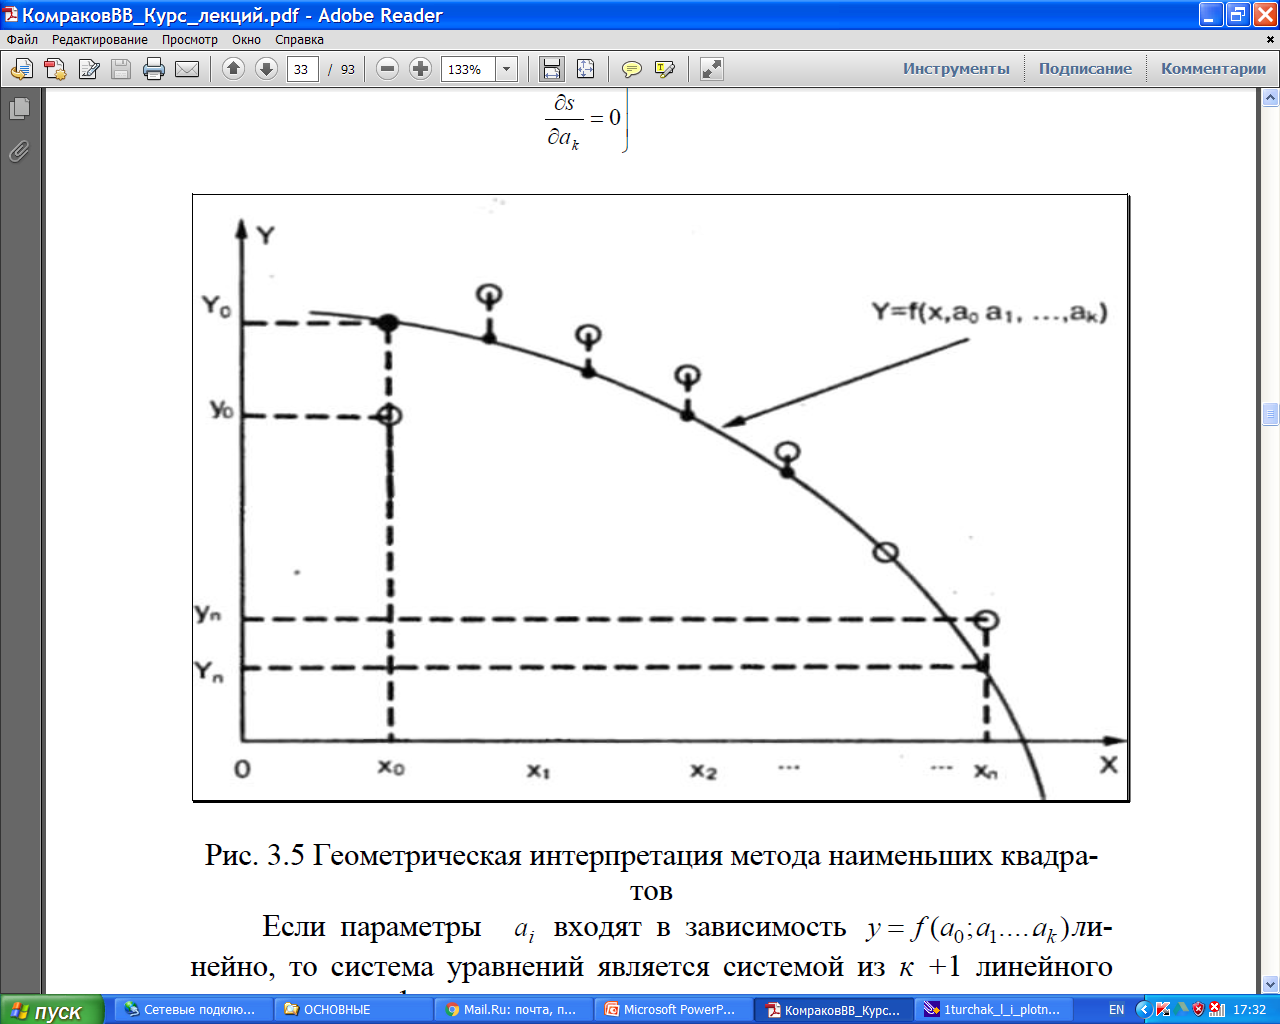 КомраковВВ_Курс_лекций.pdf - Adobe Reader
Файл Редактирование Просмотр Окно Справка
33 / 93 133% Инструменты Подписание Комментарии
∂s
∂aₖ = 0
Y
Y₀
Y=f(x,a₀ a₁, ...,aₖ)
y₀
yₙ
Yₙ
0 x₀ x₁ x₂ ... ... xₙ X
Рис. 3.5 Геометрическая интерпретация метода наименьших квадра-
тов
Если параметры aᵢ входят в зависимость y = f(a₀;a₁....aₖ)ли-
нейно, то система уравнений является системой из к +1 линейного
пуск Сетевые подклю... ОСНОВНЫЕ Mail.Ru: почта, п... Microsoft PowerP... КомраковВВ_Курс... 1turchak_l_i_plotn... EN 17:32